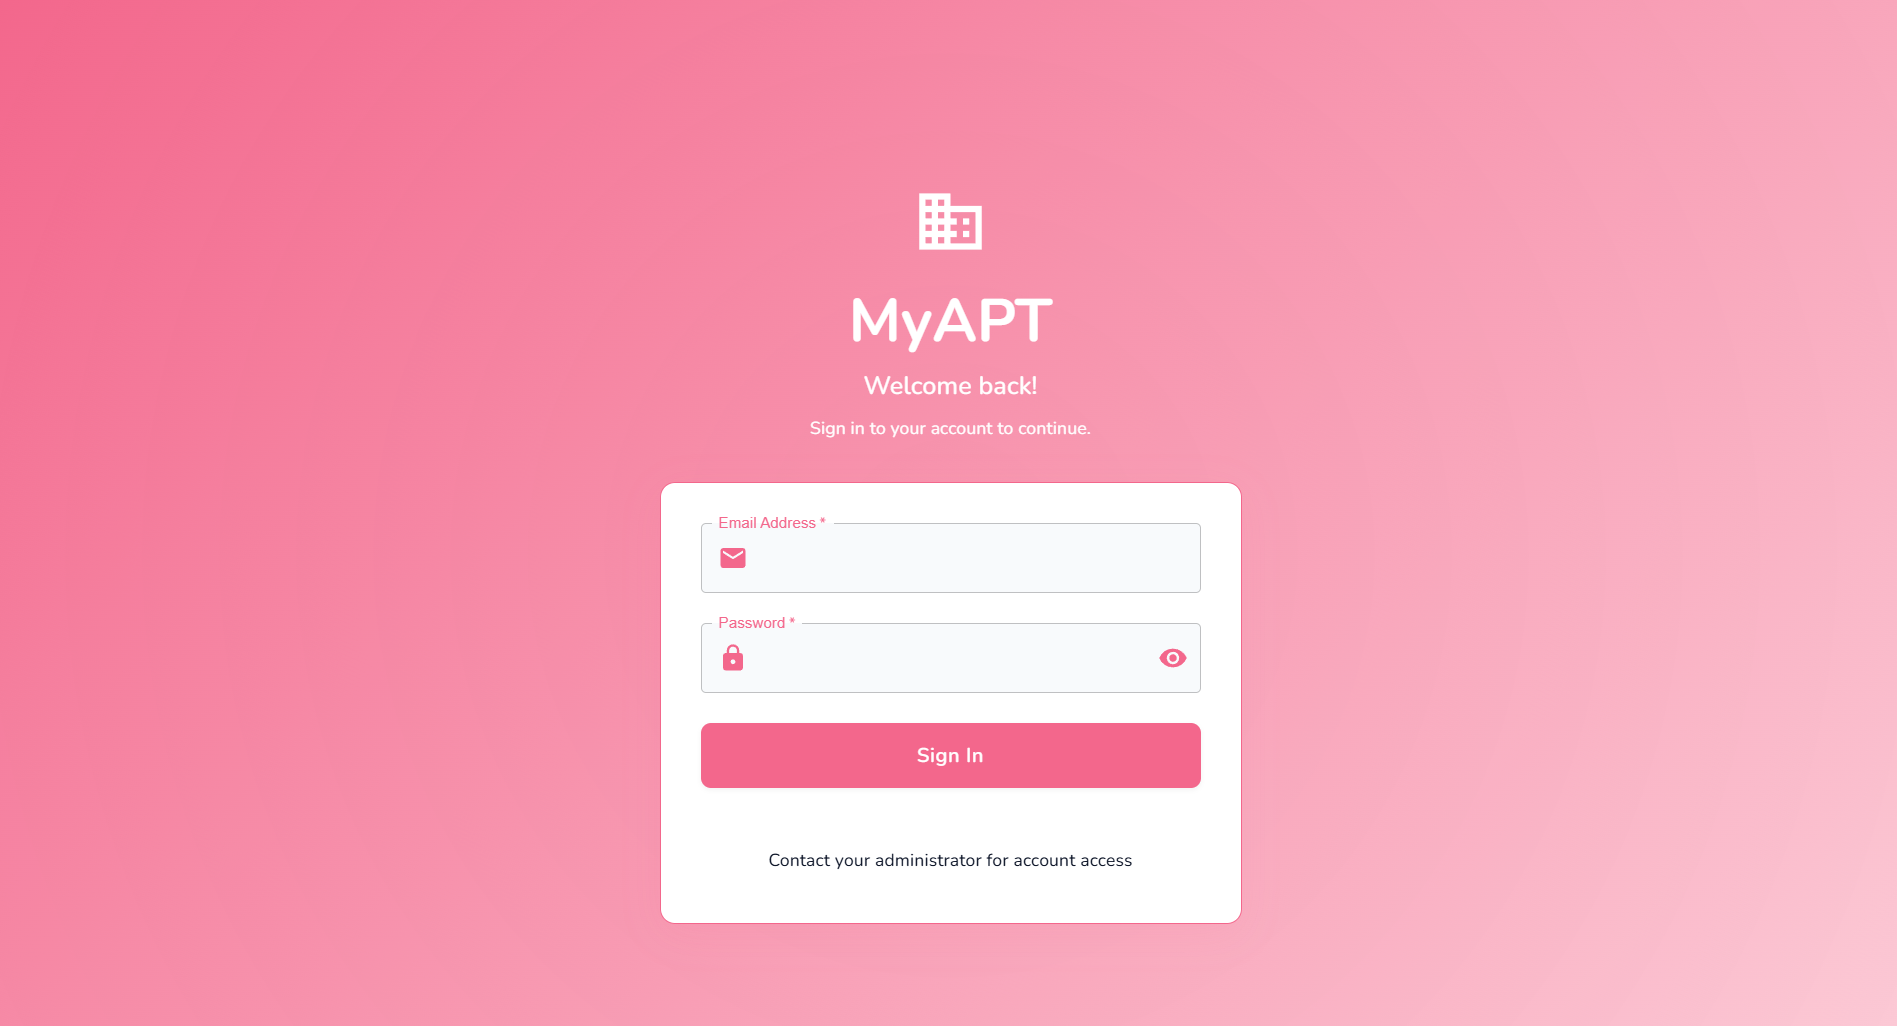 MyAPT
Welcome back!
Sign in to your account to continue.
Email Address *
Password *
Sign In
Contact your administrator for account access